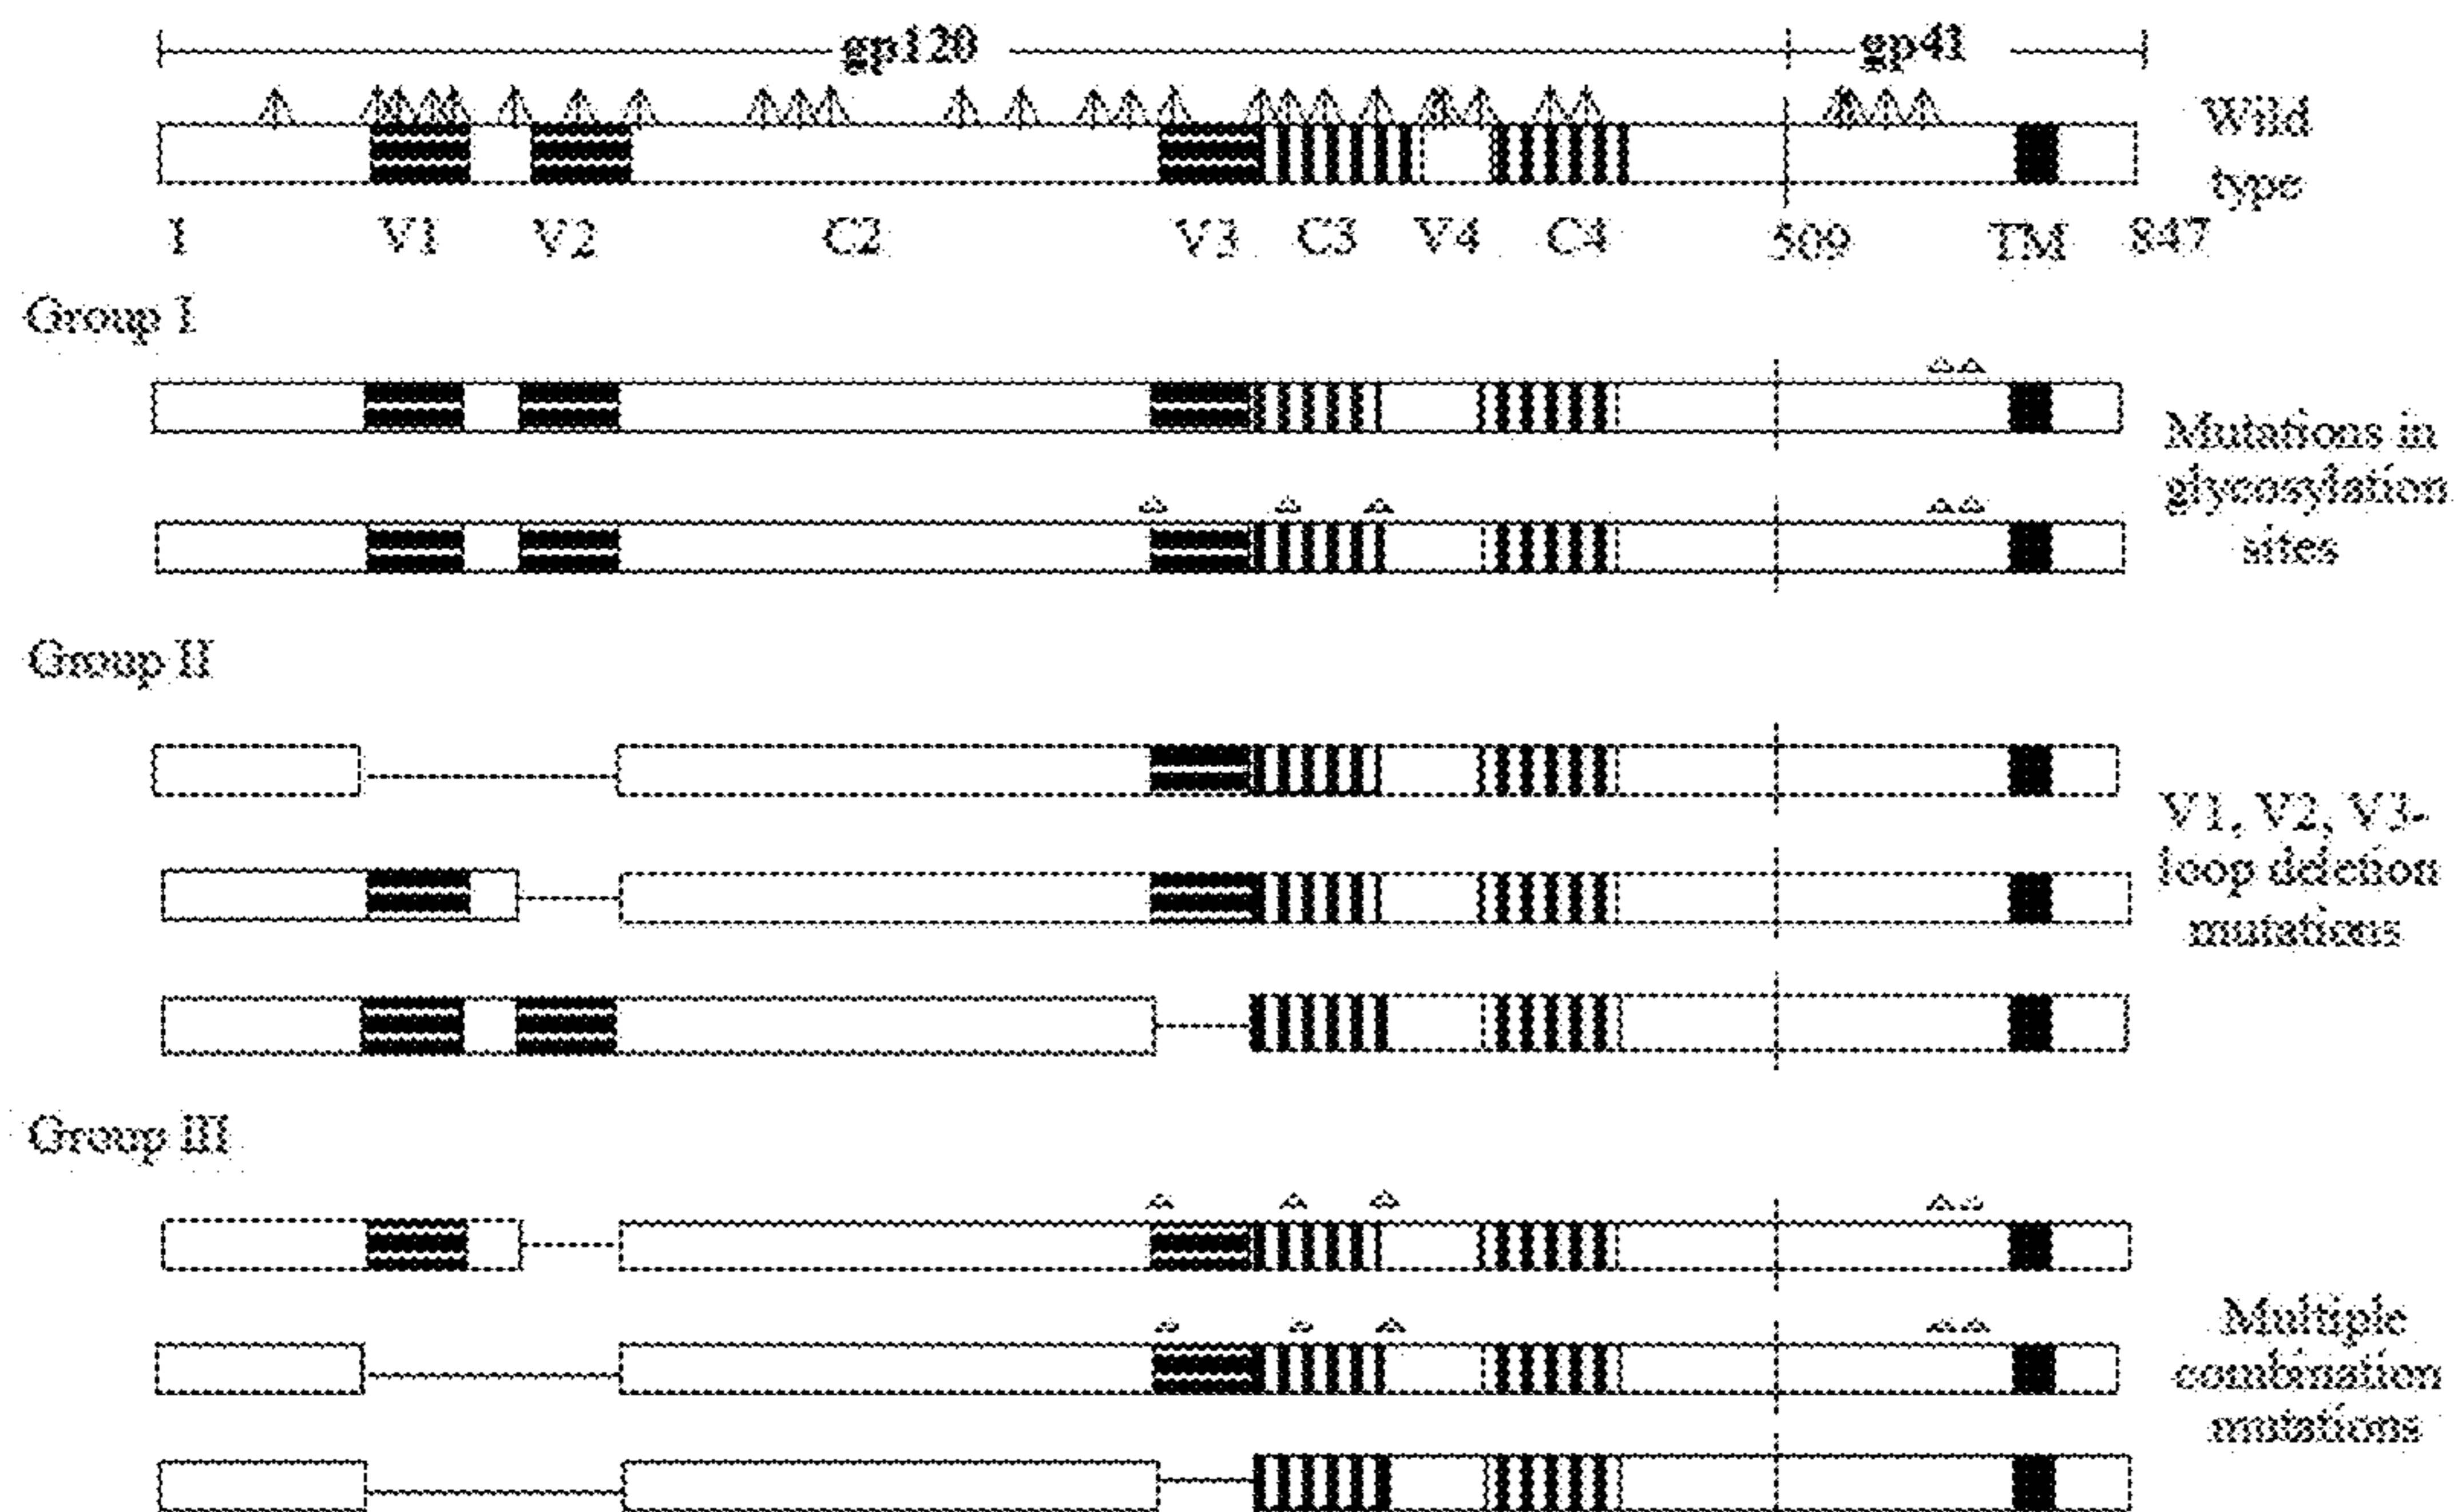 gp120 gp41
Wild
type
1 V1 V2 C2 V3 C3 V4 C4 509 TM 847
Group I
Mutations in
glycosylation
sites
Group II
V1, V2, V3-
loop deletion
mutations
Group III
Multiple
combination
mutations